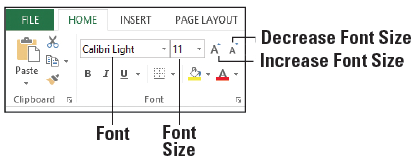 FILE HOME INSERT PAGE LAYOUT
Calibri Light 11 A A
Paste
B I U A
Clipboard Font
Decrease Font Size
Increase Font Size
Font
Font
Size